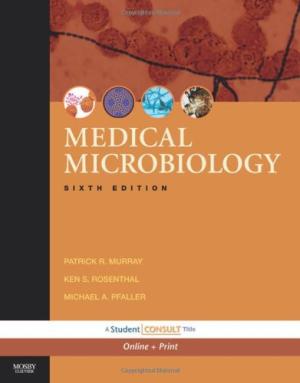 MEDICAL
MICROBIOLOGY
SIXTH EDITION
PATRICK R. MURRAY
KEN S. ROSENTHAL
MICHAEL A. PFALLER
A Student CONSULT Title
Online + Print
MOSBY
ELSEVIER